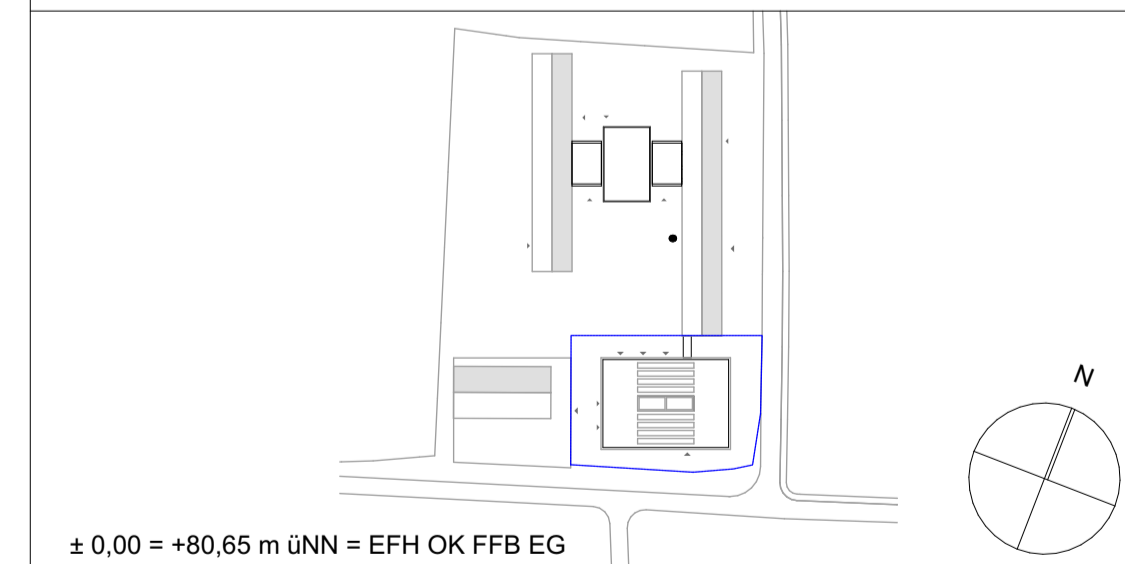 N
± 0,00 = +80,65 m üNN = EFH OK FFB EG